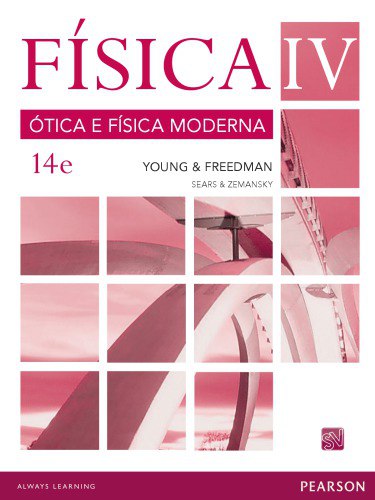 FÍSICA IV
ÓTICA E FÍSICA MODERNA
14e
YOUNG & FREEDMAN
SEARS & ZEMANSKY
SV
ALWAYS LEARNING
PEARSON